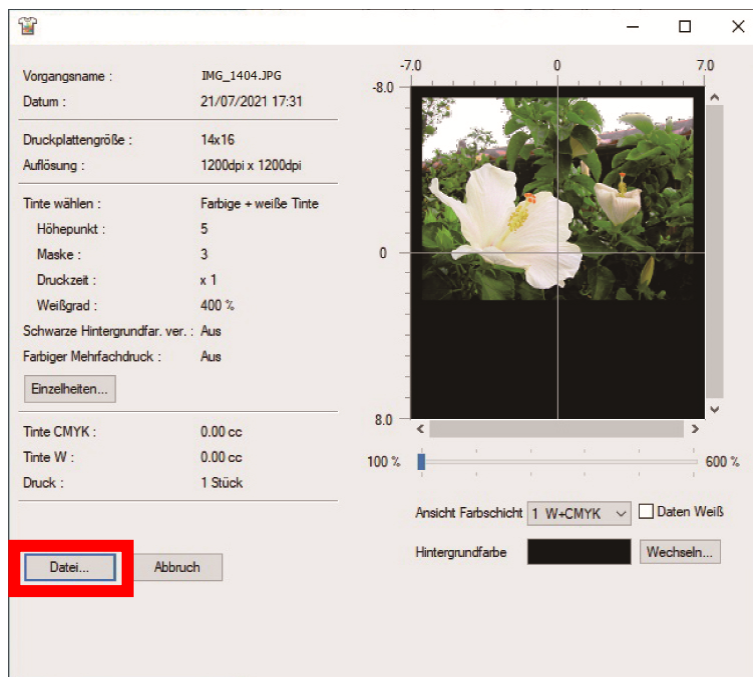 Vorgangsname : IMG_1404.JPG
Datum : 21/07/2021 17:31
Druckplattengröße : 14x16
Auflösung : 1200dpi x 1200dpi
Tinte wählen : Farbige + weiße Tinte
Höhepunkt : 5
Maske : 3
Druckzeit : x 1
Weißgrad : 400 %
Schwarze Hintergrundfar. ver. : Aus
Farbiger Mehrfachdruck : Aus
Einzelheiten...
Tinte CMYK : 0.00 cc
Tinte W : 0.00 cc
Druck : 1 Stück
Datei... Abbruch
-7.0 0 7.0
-8.0
0
8.0
100 % 600 %
Ansicht Farbschicht 1 W+CMYK Daten Weiß
Hintergrundfarbe Wechseln...